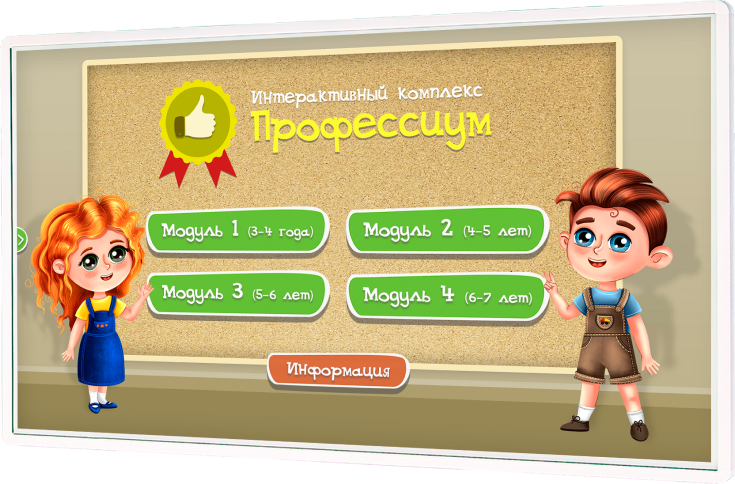 Интерактивный комплекс
Профессиум
Модуль 1 (3-4 года)
Модуль 2 (4-5 лет)
Модуль 3 (5-6 лет)
Модуль 4 (6-7 лет)
Информация